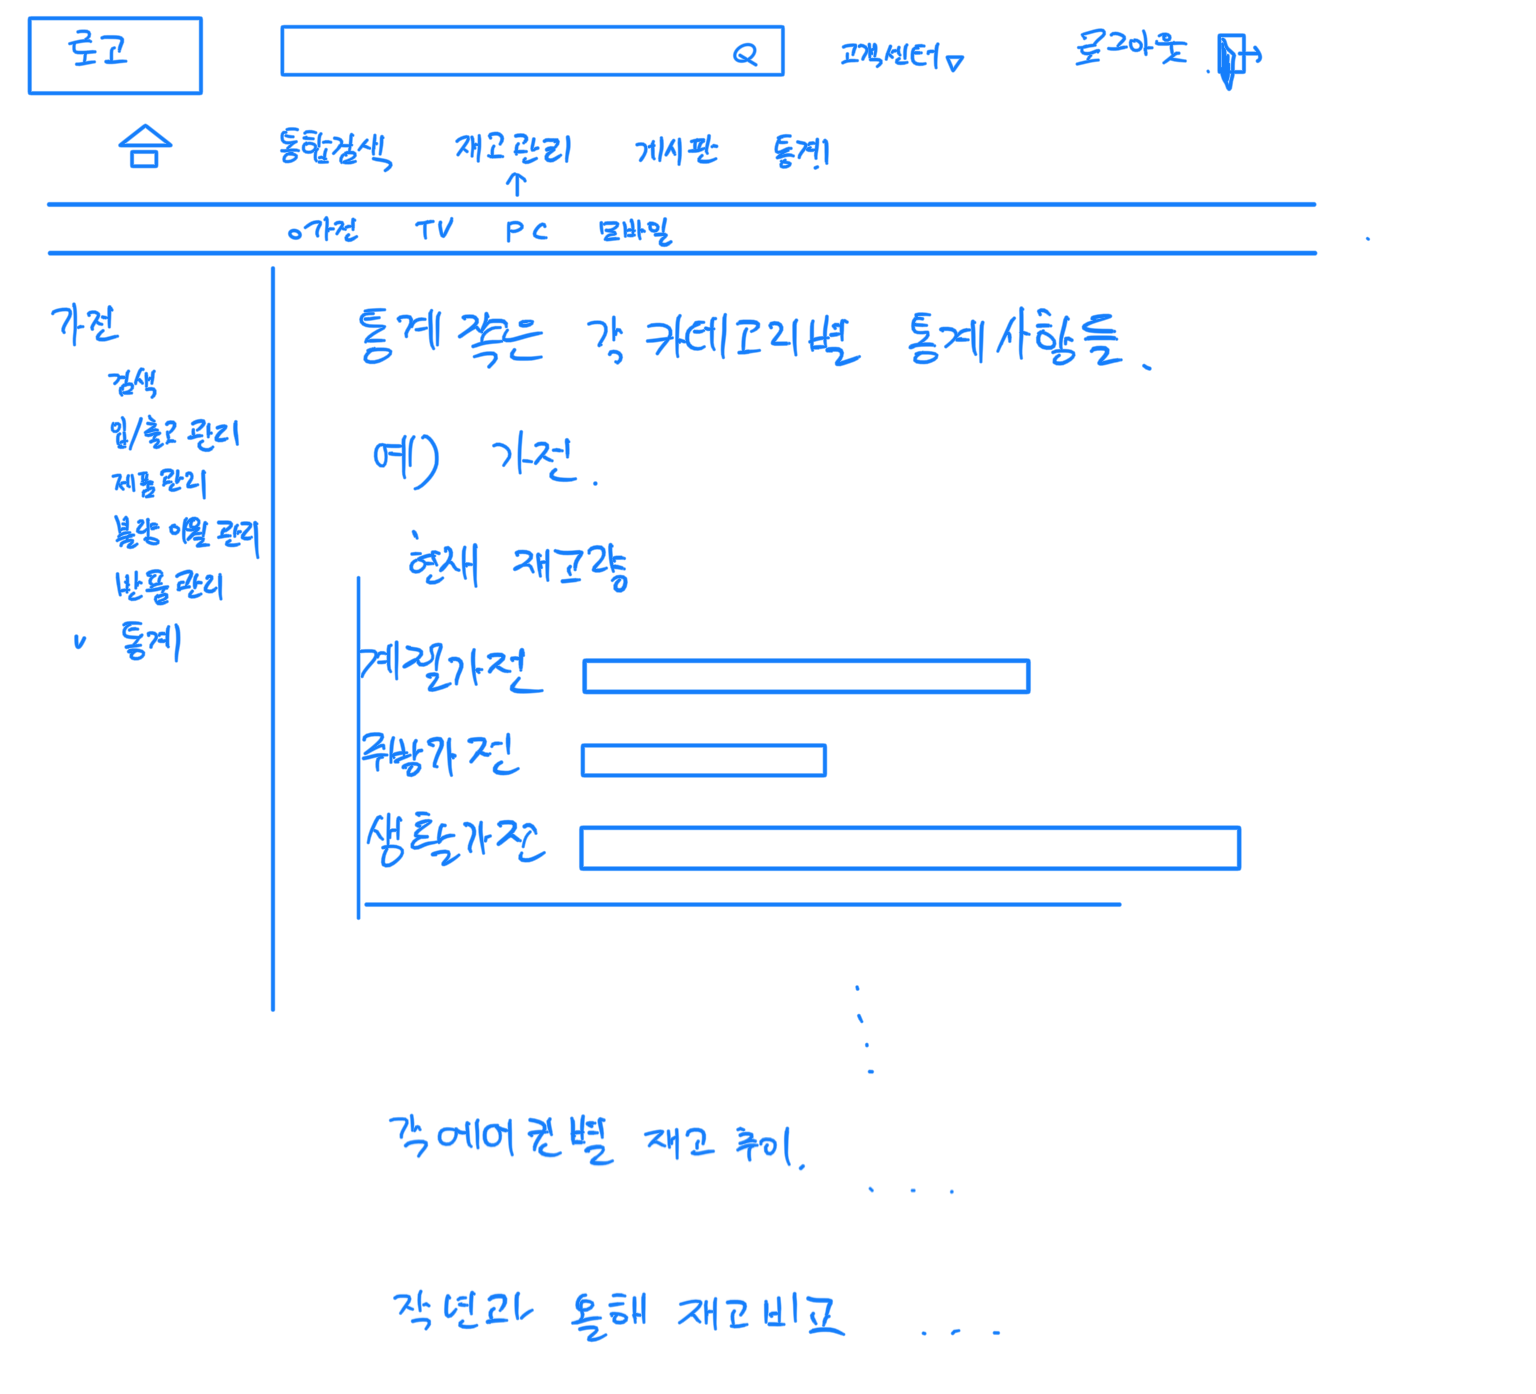 로고 Q 고객센터 ▽ 로그아웃
통합검색 재고관리 게시판 통계
↑
가전 TV PC 모바일
가전
검색
입/출고 관리
제품관리
불량 이월 관리
반품관리
v 통계
통계 쪽은 각 카테고리별 통계사항들.
예) 가전.
현재 재고량
계절가전
주방가전
생활가전
각 에어컨별 재고 추이. ...
작년과 올해 재고비교 ...